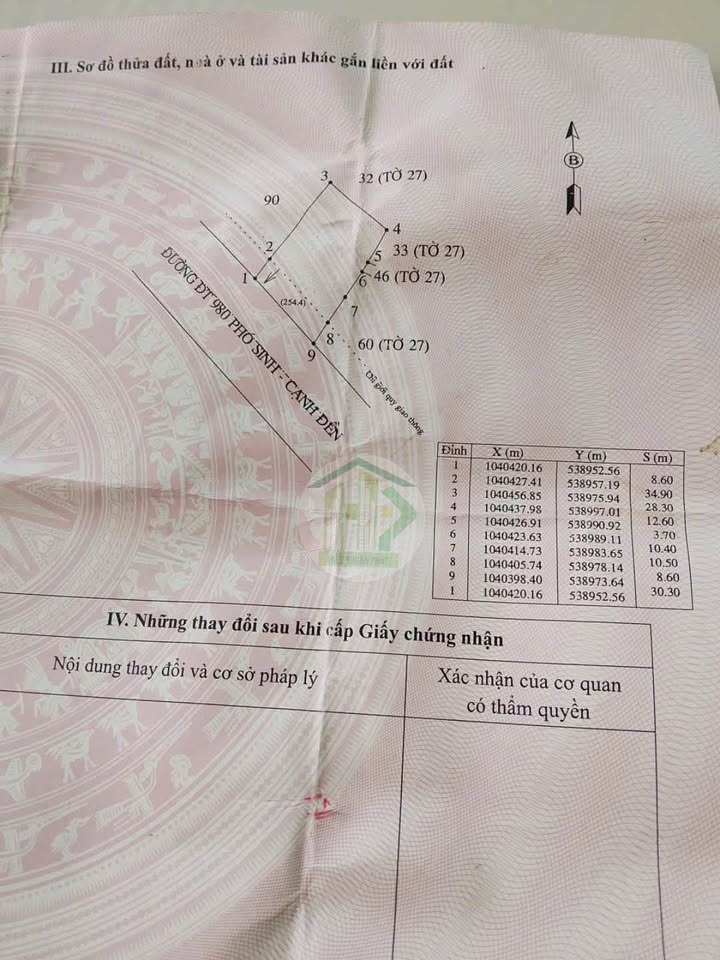 III. Sơ đồ thửa đất, nhà ở và tài sản khác gắn liền với đất
B
3
32 (TỜ 27)
90
4
2
5
33 (TỜ 27)
1
6
46 (TỜ 27)
(254.4)
7
8
60 (TỜ 27)
9
ĐƯỜNG ĐT 980 PHÓ SINH - CẠNH ĐỀN
Chỉ giới quy giao thông
Đỉnh X (m) Y (m) S (m)
1 1040420.16 538952.56
8.60
2 1040427.41 538957.19
34.90
3 1040456.85 538975.94
28.30
4 1040437.98 538997.01
12.60
5 1040426.91 538990.92
3.70
6 1040423.63 538989.11
10.40
7 1040414.73 538983.65
10.50
8 1040405.74 538978.14
8.60
9 1040398.40 538973.64
30.30
1 1040420.16 538952.56
IV. Những thay đổi sau khi cấp Giấy chứng nhận
Nội dung thay đổi và cơ sở pháp lý
Xác nhận của cơ quan
có thẩm quyền